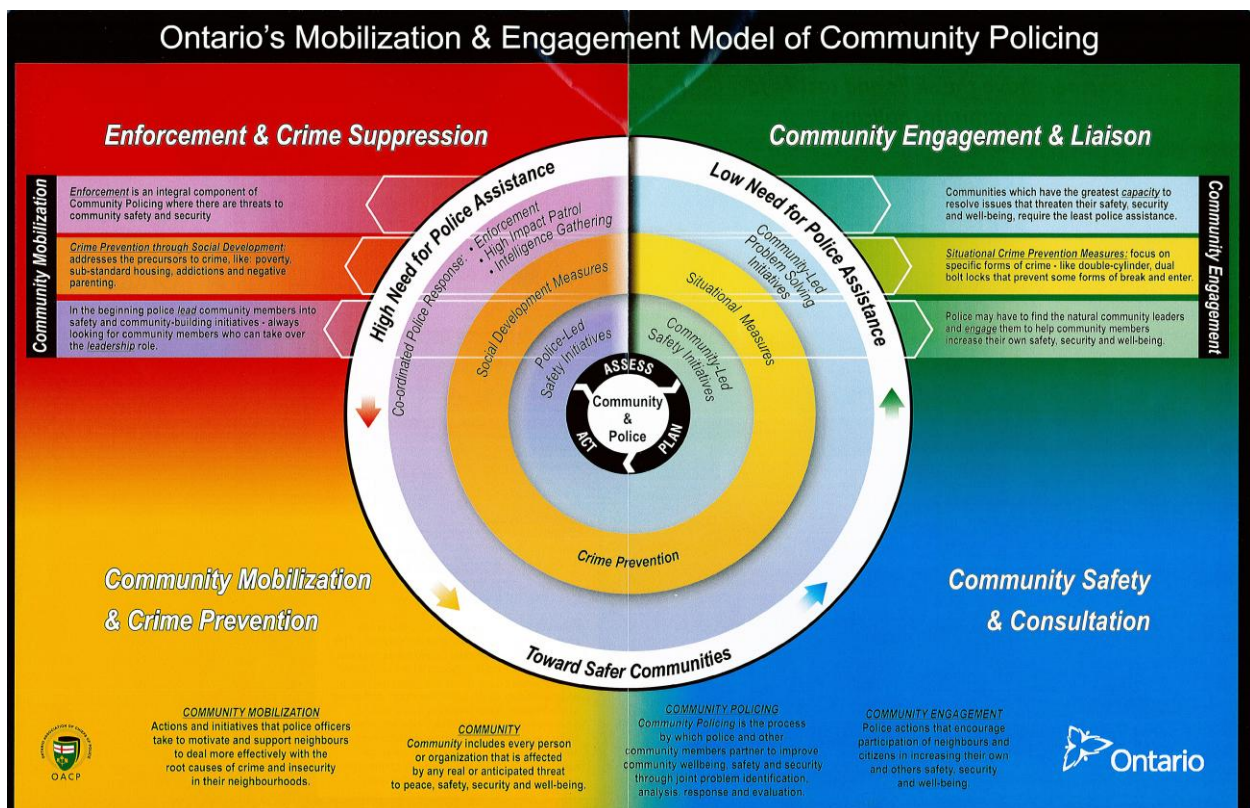 Ontario's Mobilization & Engagement Model of Community Policing
Enforcement & Crime Suppression
Community Engagement & Liaison
Community Mobilization
Enforcement is an integral component of
Community Policing where there are threats to
community safety and security
Crime Prevention through Social Development:
addresses the precursors to crime, like: poverty,
sub-standard housing, addictions and negative
parenting.
In the beginning police lead community members into
safety and community-building initiatives - always
looking for community members who can take over
the leadership role.
High Need for Police Assistance
Co-ordinated Police Response:
• Enforcement
• High Impact Patrol
• Intelligence Gathering
Social Development Measures
Police-Led
Safety Initiatives
Low Need for Police Assistance
Community-Led
Problem Solving
Initiatives
Situational Measures
Community-Led
Safety Initiatives
ASSESS
PLAN
ACT
Community
&
Police
Crime Prevention
Toward Safer Communities
Communities which have the greatest capacity to
resolve issues that threaten their safety, security
and well-being, require the least police assistance.
Situational Crime Prevention Measures: focus on
specific forms of crime - like double-cylinder, dual
bolt locks that prevent some forms of break and enter.
Police may have to find the natural community leaders
and engage them to help community members
increase their own safety, security and well-being.
Community Engagement
Community Mobilization
& Crime Prevention
Community Safety
& Consultation
OACP
COMMUNITY MOBILIZATION
Actions and initiatives that police officers
take to motivate and support neighbours
to deal more effectively with the
root causes of crime and insecurity
in their neighbourhoods.
COMMUNITY
Community includes every person
or organization that is affected
by any real or anticipated threat
to peace, safety, security and well-being.
COMMUNITY POLICING
Community Policing is the process
by which police and other
community members partner to improve
community wellbeing, safety and security
through joint problem identification,
analysis, response and evaluation.
COMMUNITY ENGAGEMENT
Police actions that encourage
participation of neighbours and
citizens in increasing their own
and others safety, security
and well-being.
Ontario